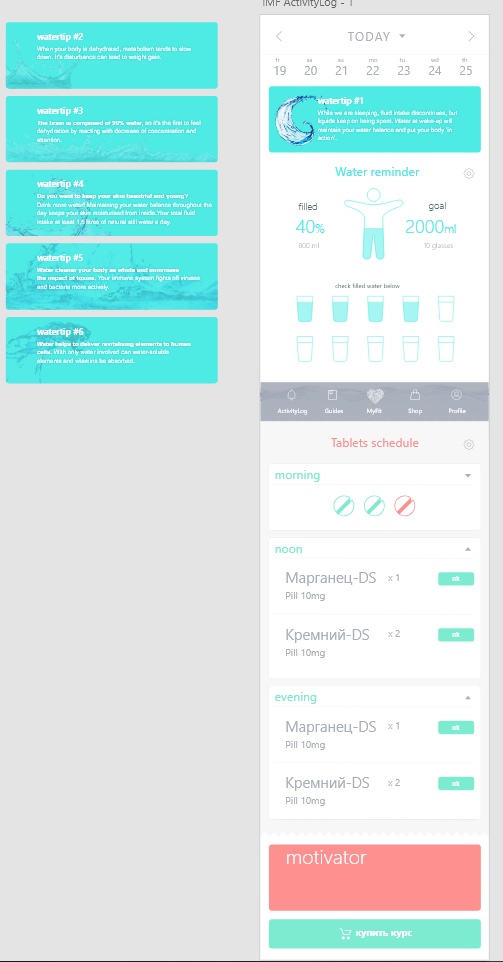 watertip #2
When your body is dehydrated, metabolism tends to slow
down. It's disturbance can lead to weight gain.
watertip #3
The brain is composed of 90% water, so it's the first to feel
dehydration by reacting with decrease of concentration and
attention.
watertip #4
Do you want to keep your skin beautiful and young?
Drink more water! Maintaining your water balance throughout the
day keeps your skin moisturised from inside. Your total fluid
intake at least 1,5 litres of natural still water a day.
watertip #5
Water cleanse your body as whole and
the impact of toxins. Your immune system fights off viruses
and bacteria more actively.
watertip #6
Water helps to deliver revitalising elements to human
cells. With only water involved can water-soluble
elements and vitamins be absorbed.
IMF ActivityLog - 1
TODAY
fr sa su mo tu we th
19 20 21 22 23 24 25
watertip #1
While we are sleeping, fluid intake discontinues, but
liquids keep on being spent. Water at wake-up will
maintain your water balance and put your body 'in
action'.
Water reminder
filled
40%
800 ml
goal
2000ml
10 glasses
check filled water below
ActivityLog Guides MyFit Shop Profile
Tablets schedule
morning
noon
Марганец-DS x 1 ok
Pill 10mg
Кремний-DS x 2 ok
Pill 10mg
evening
Марганец-DS x 1 ok
Pill 10mg
Кремний-DS x 2 ok
Pill 10mg
motivator
купить курс